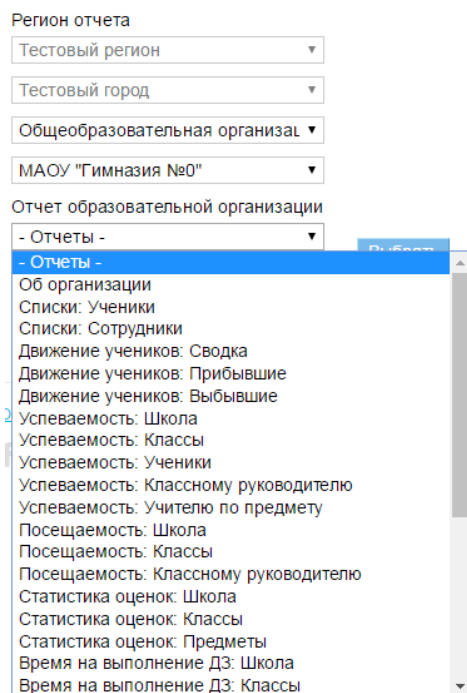 Регион отчета
Тестовый регион
Тестовый город
Общеобразовательная организац
МАОУ "Гимназия №0"
Отчет образовательной организации
- Отчеты -
Выбрать
- Отчеты -
Об организации
Списки: Ученики
Списки: Сотрудники
Движение учеников: Сводка
Движение учеников: Прибывшие
Движение учеников: Выбывшие
Успеваемость: Школа
Успеваемость: Классы
Успеваемость: Ученики
Успеваемость: Классному руководителю
Успеваемость: Учителю по предмету
Посещаемость: Школа
Посещаемость: Классы
Посещаемость: Классному руководителю
Статистика оценок: Школа
Статистика оценок: Классы
Статистика оценок: Предметы
Время на выполнение ДЗ: Школа
Время на выполнение ДЗ: Классы